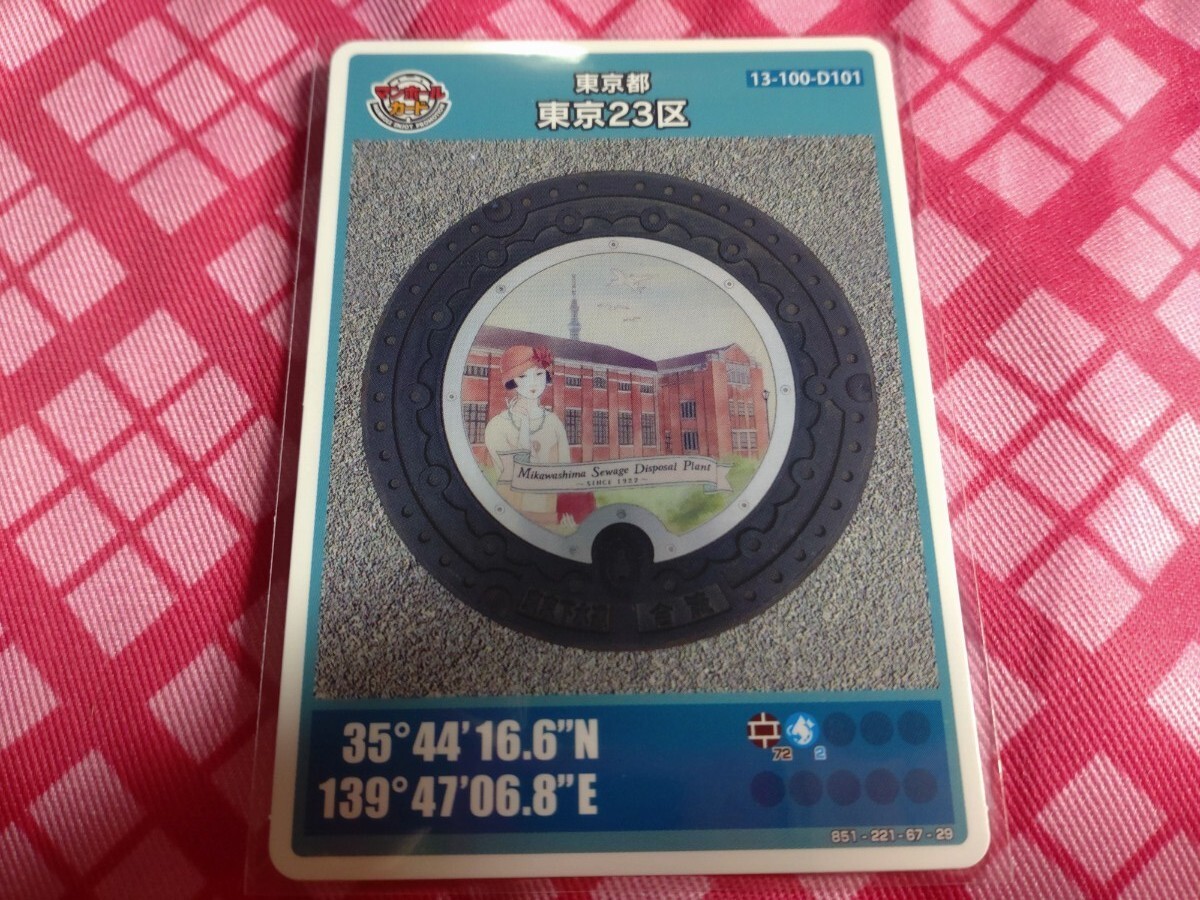 マンホール
カード
東京都
東京23区
13-100-D101
Mikawashima Sewage Disposal Plant
~SINCE 1922~
合流
35°44'16.6"N
139°47'06.8"E
72
2
851-221-67-29